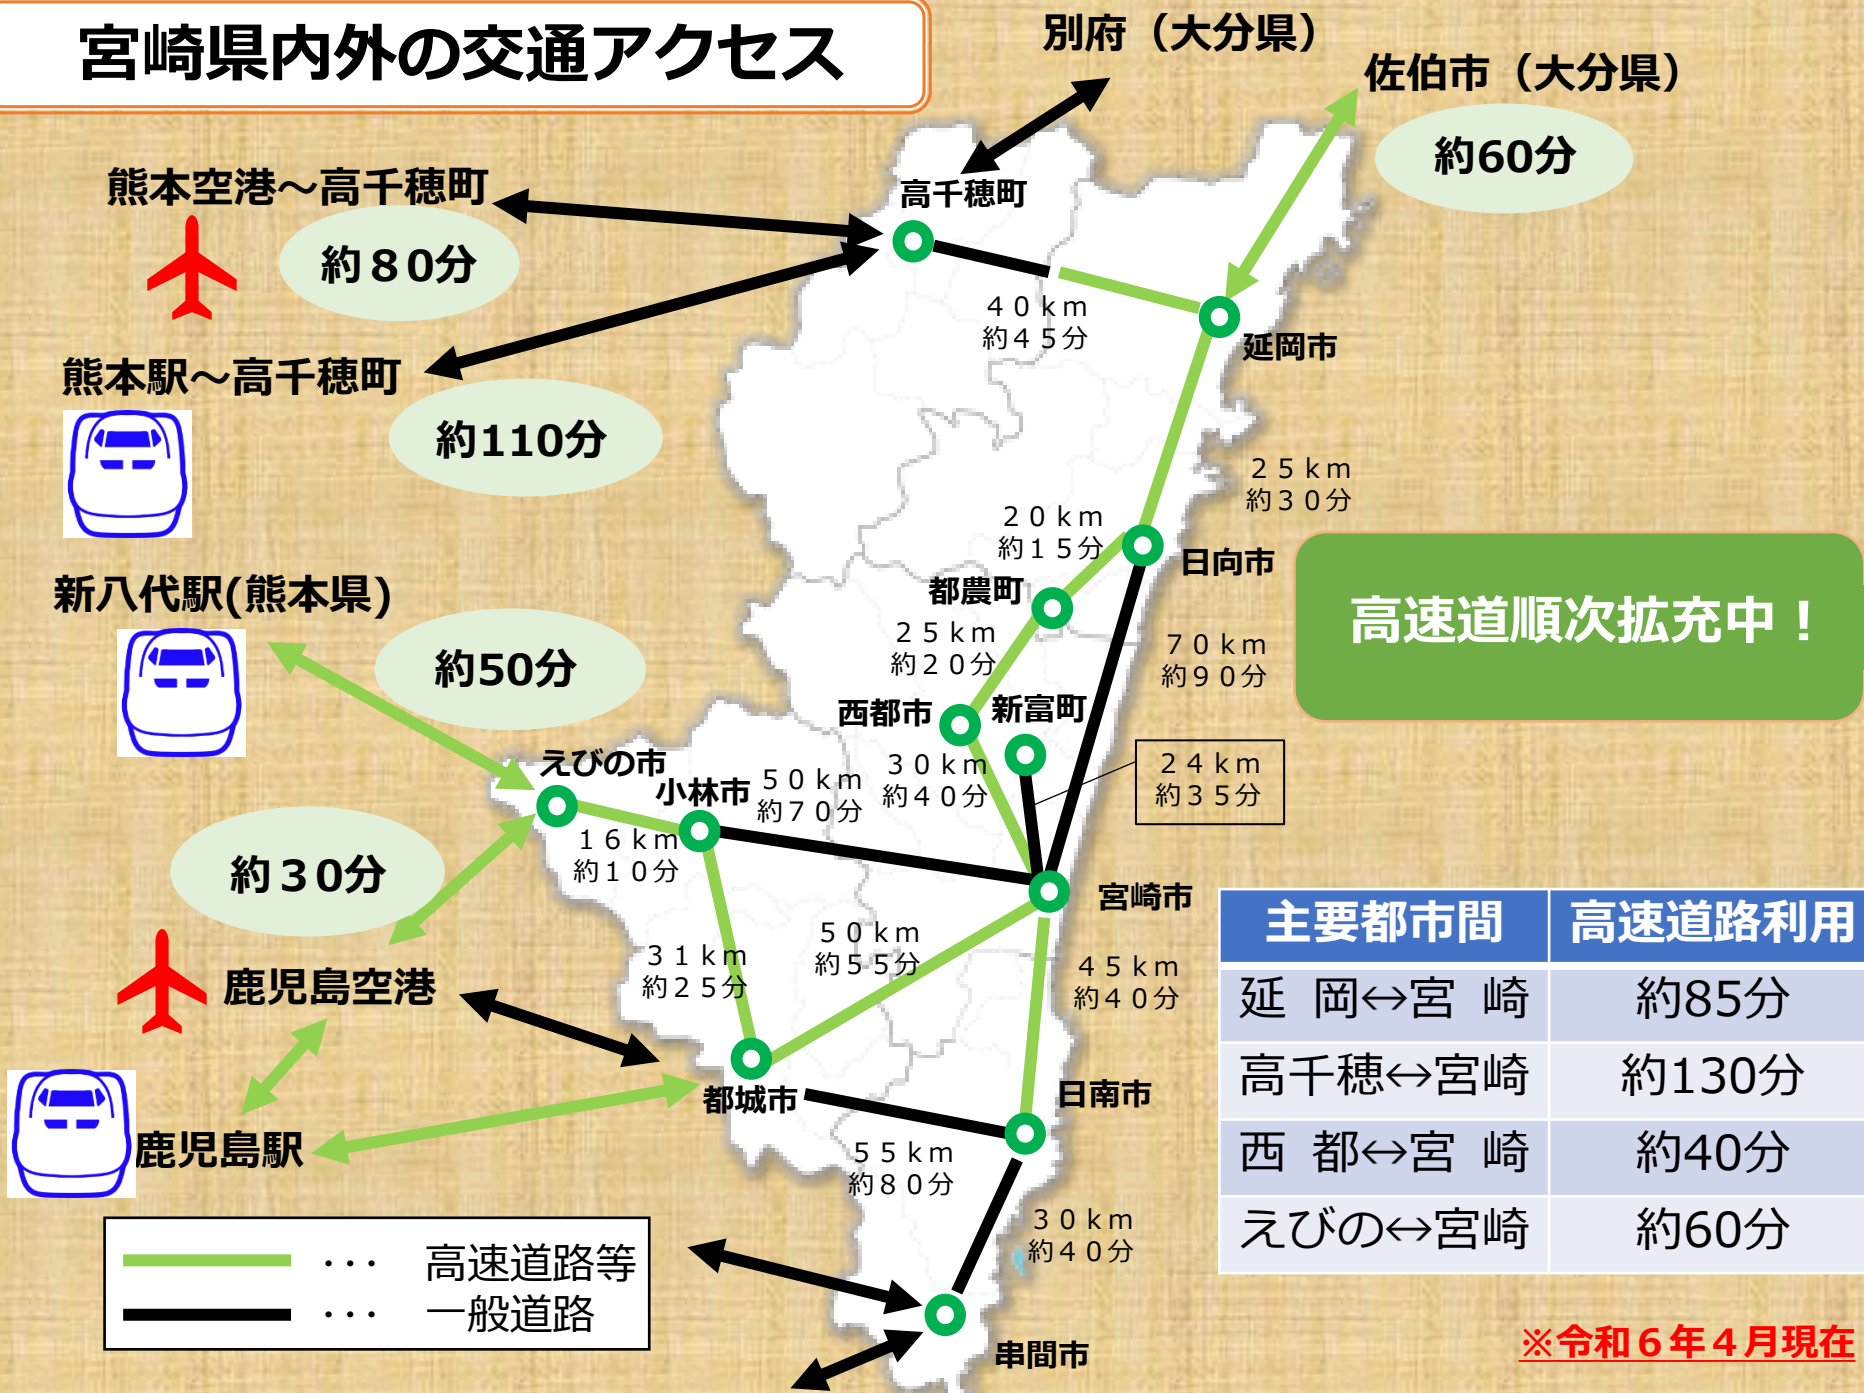 宮崎県内外の交通アクセス
別府（大分県）
佐伯市（大分県）
約60分
熊本空港～高千穂町
約８０分
高千穂町
４０ｋｍ
約４５分
延岡市
熊本駅～高千穂町
約110分
２５ｋｍ
約３０分
２０ｋｍ
約１５分
日向市
都農町
新八代駅(熊本県)
約50分
２５ｋｍ
約２０分
７０ｋｍ
約９０分
高速道順次拡充中！
西都市
新富町
えびの市
小林市
５０ｋｍ
約７０分
３０ｋｍ
約４０分
２４ｋｍ
約３５分
１６ｋｍ
約１０分
約３０分
宮崎市
３１ｋｍ
約２５分
５０ｋｍ
約５５分
４５ｋｍ
約４０分
鹿児島空港
都城市
日南市
鹿児島駅
５５ｋｍ
約８０分
３０ｋｍ
約４０分
串間市
･･･ 高速道路等
･･･ 一般道路
主要都市間 高速道路利用
延 岡↔宮 崎 約85分
高千穂↔宮崎 約130分
西 都↔宮 崎 約40分
えびの↔宮崎 約60分
※令和６年４月現在